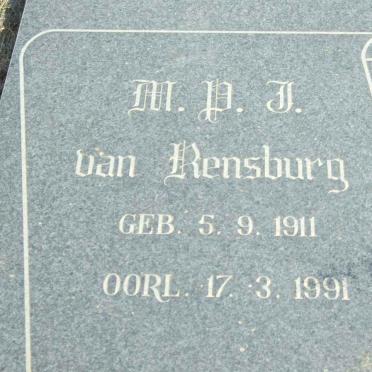 M. P. J.
van Rensburg
GEB. 5. 9. 1911
OORL. 17. 3. 1991